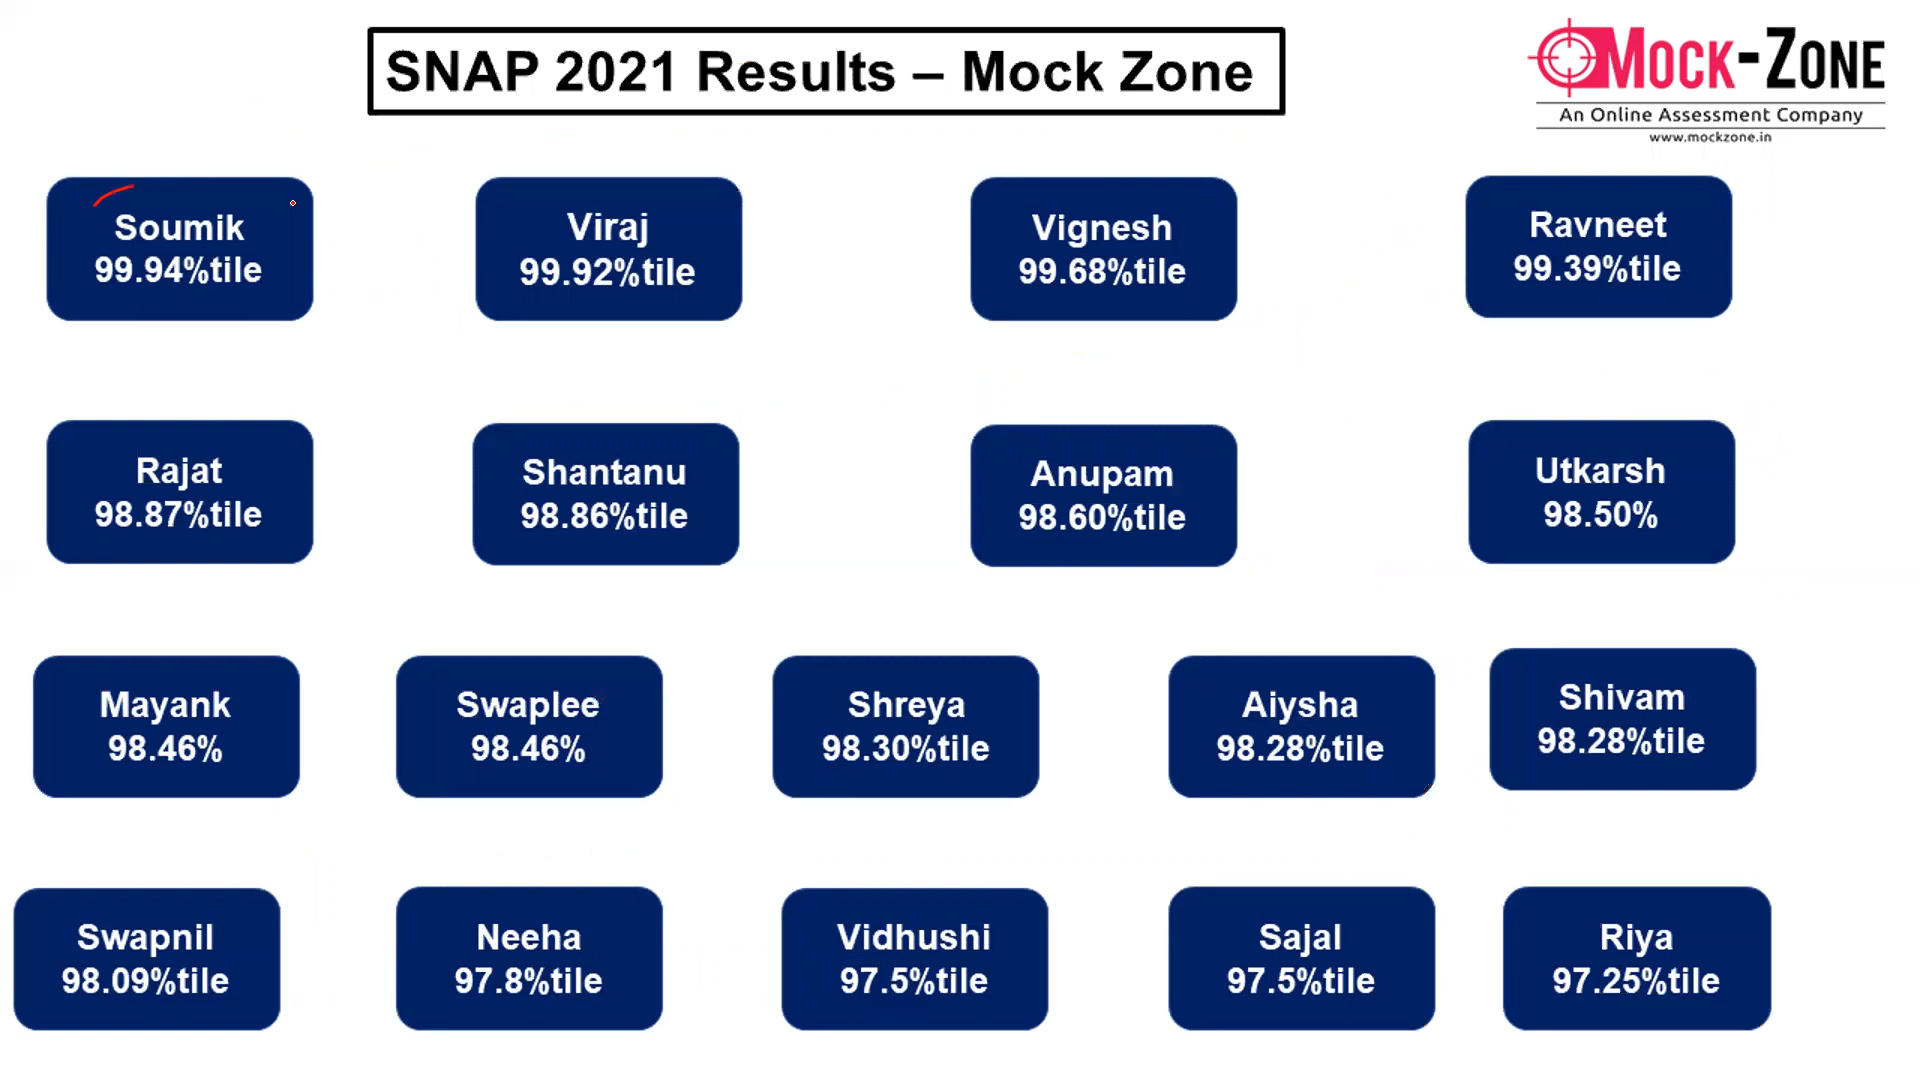 SNAP 2021 Results – Mock Zone
MOCK-ZONE
An Online Assessment Company
www.mockzone.in
Soumik
99.94%tile
Viraj
99.92%tile
Vignesh
99.68%tile
Ravneet
99.39%tile
Rajat
98.87%tile
Shantanu
98.86%tile
Anupam
98.60%tile
Utkarsh
98.50%
Mayank
98.46%
Swaplee
98.46%
Shreya
98.30%tile
Aiysha
98.28%tile
Shivam
98.28%tile
Swapnil
98.09%tile
Neeha
97.8%tile
Vidhushi
97.5%tile
Sajal
97.5%tile
Riya
97.25%tile